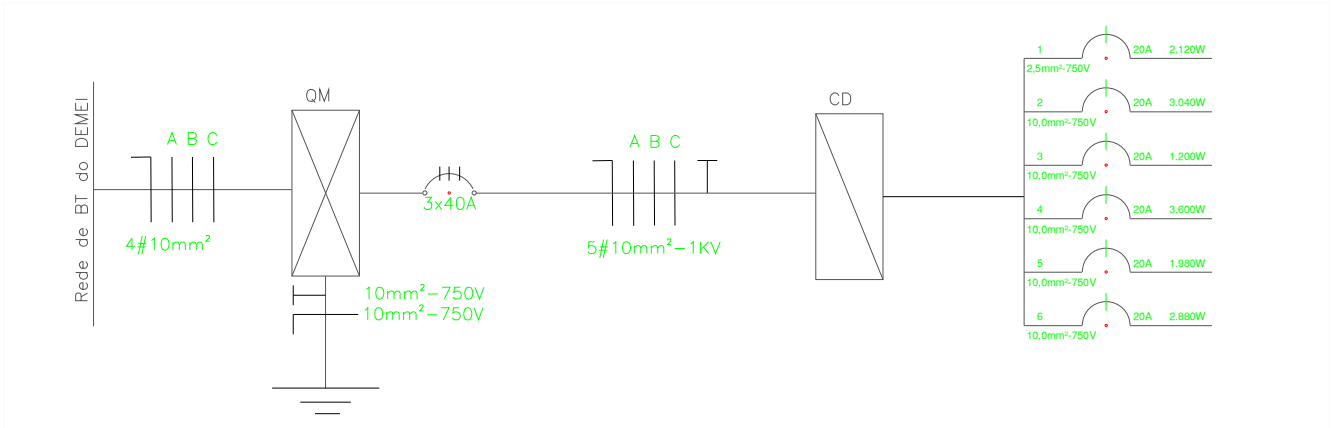 Rede de BT do DEMEI
A B C
4#10mm²
QM
10mm²-750V
10mm²-750V
3x40A
A B C
5#10mm²-1KV
CD
1 20A 2.120W
2,5mm²-750V
2 20A 3.040W
10,0mm²-750V
3 20A 1.200W
10,0mm²-750V
4 20A 3.600W
10,0mm²-750V
5 20A 1.980W
10,0mm²-750V
6 20A 2.880W
10,0mm²-750V